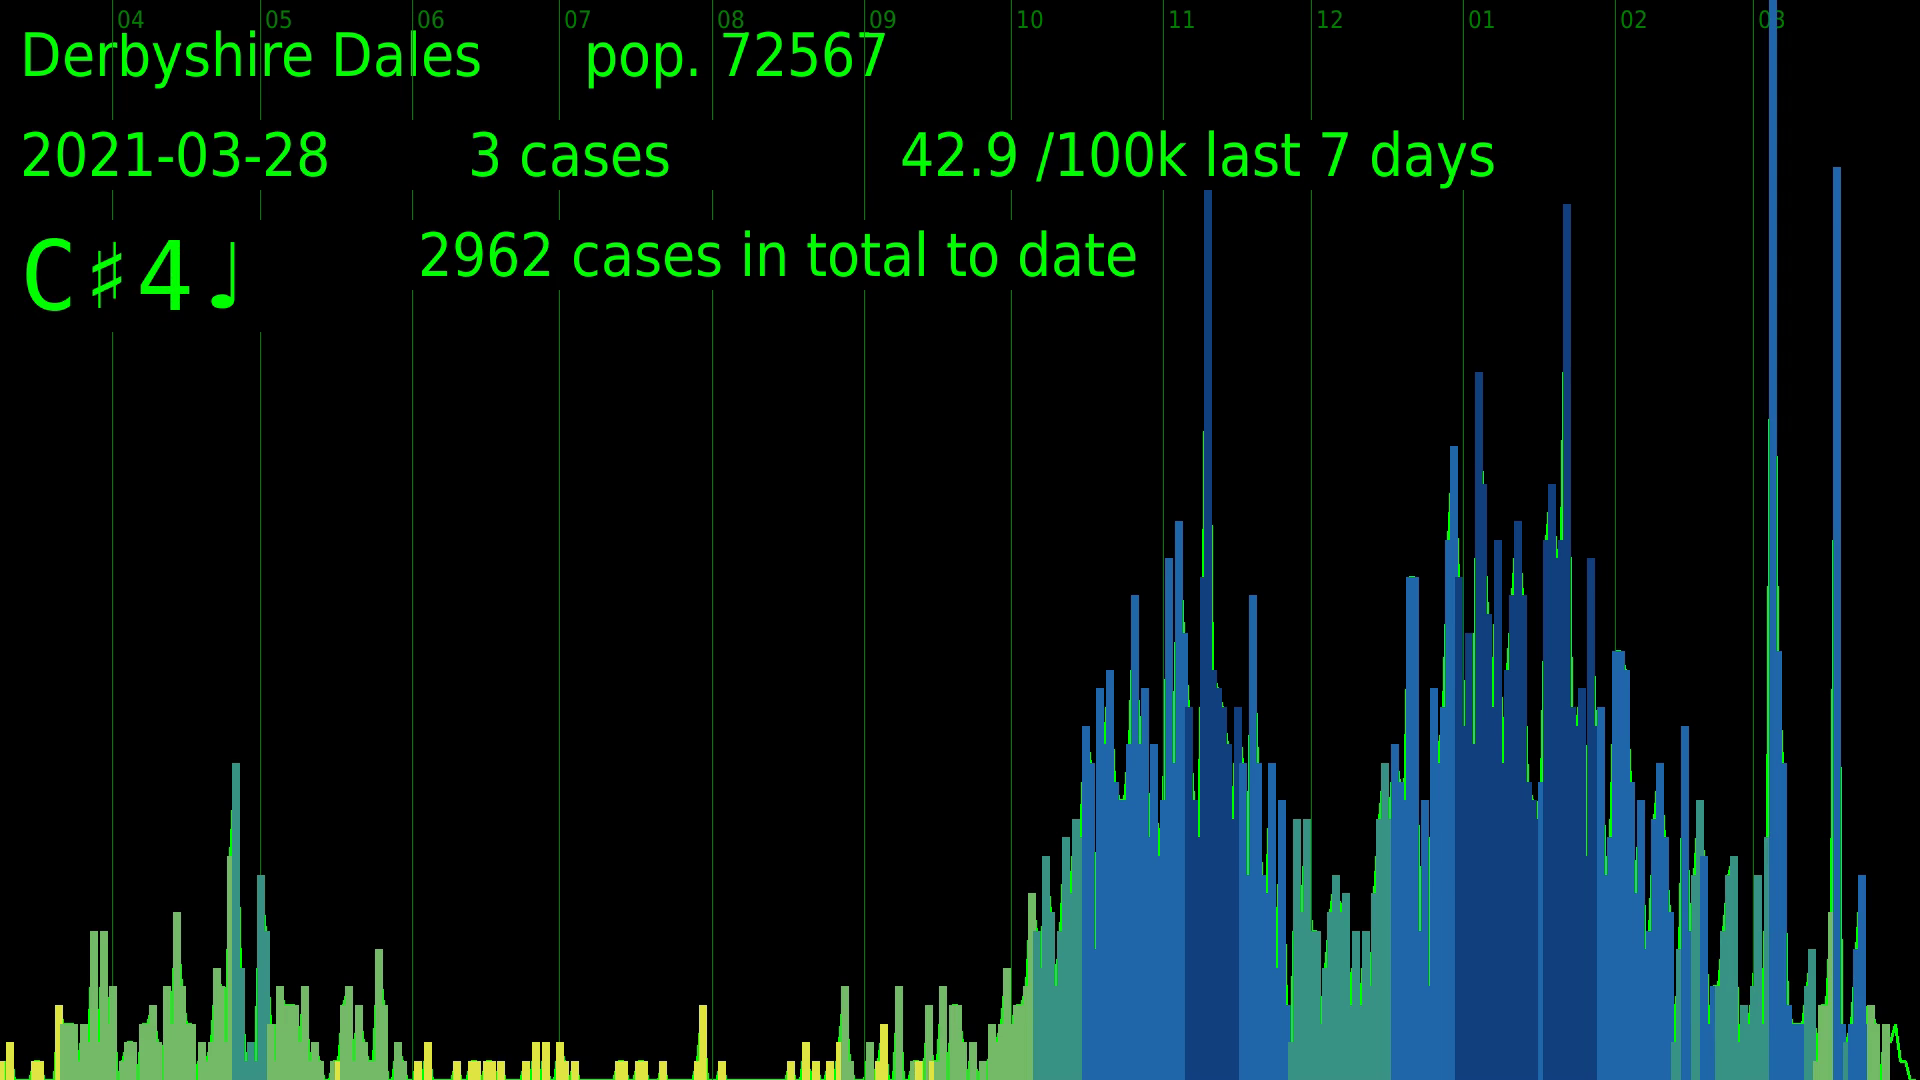 04 05 06 07 08 09 10 11 12 01 02 03
Derbyshire Dales pop. 72567
2021-03-28 3 cases 42.9 /100k last 7 days
C♯4♩ 2962 cases in total to date